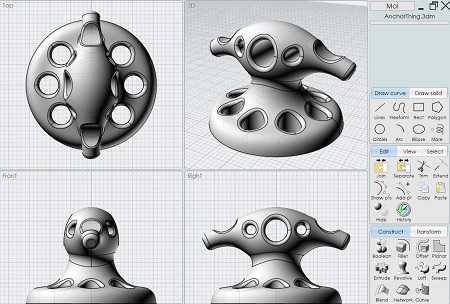 Top
3D
MoI
AnchorThing.3dm
Draw curve Draw solid
Lines Freeform Rect Polygon
Circles Arc Ellipse More
Edit View Select
Join Separate Trim Extend
Show pts Add pt Copy Paste
Hide History
Front
Right
Construct Transform
Boolean Fillet Offset Planar
Extrude Revolve Loft Sweep
Blend Network Curve